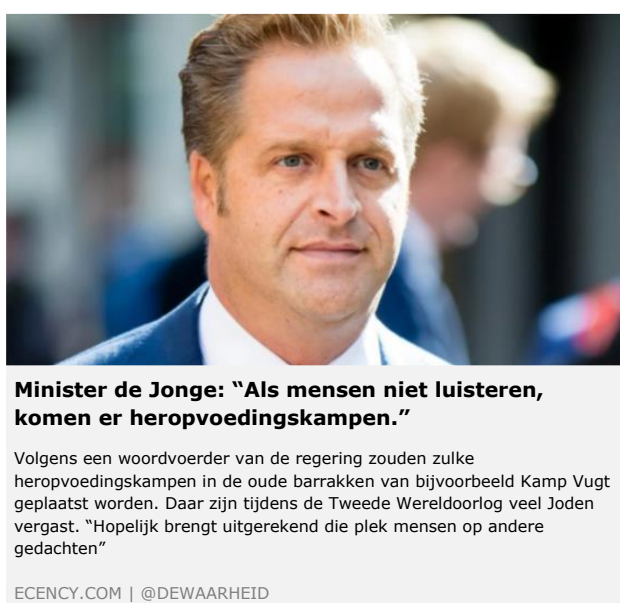 Minister de Jonge: “Als mensen niet luisteren,
komen er heropvoedingskampen.”
Volgens een woordvoerder van de regering zouden zulke
heropvoedingskampen in de oude barrakken van bijvoorbeeld Kamp Vugt
geplaatst worden. Daar zijn tijdens de Tweede Wereldoorlog veel Joden
vergast. “Hopelijk brengt uitgerekend die plek mensen op andere
gedachten”
ECENCY.COM | @DEWAARHEID